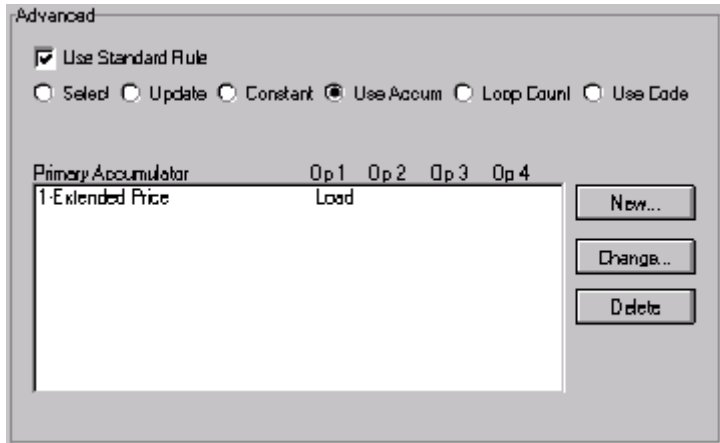 Advanced
Use Standard Rule
Select Update Constant Use Accum Loop Count Use Code
Primary Accumulator Op 1 Op 2 Op 3 Op 4
1-Extended Price Load
New...
Change...
Delete